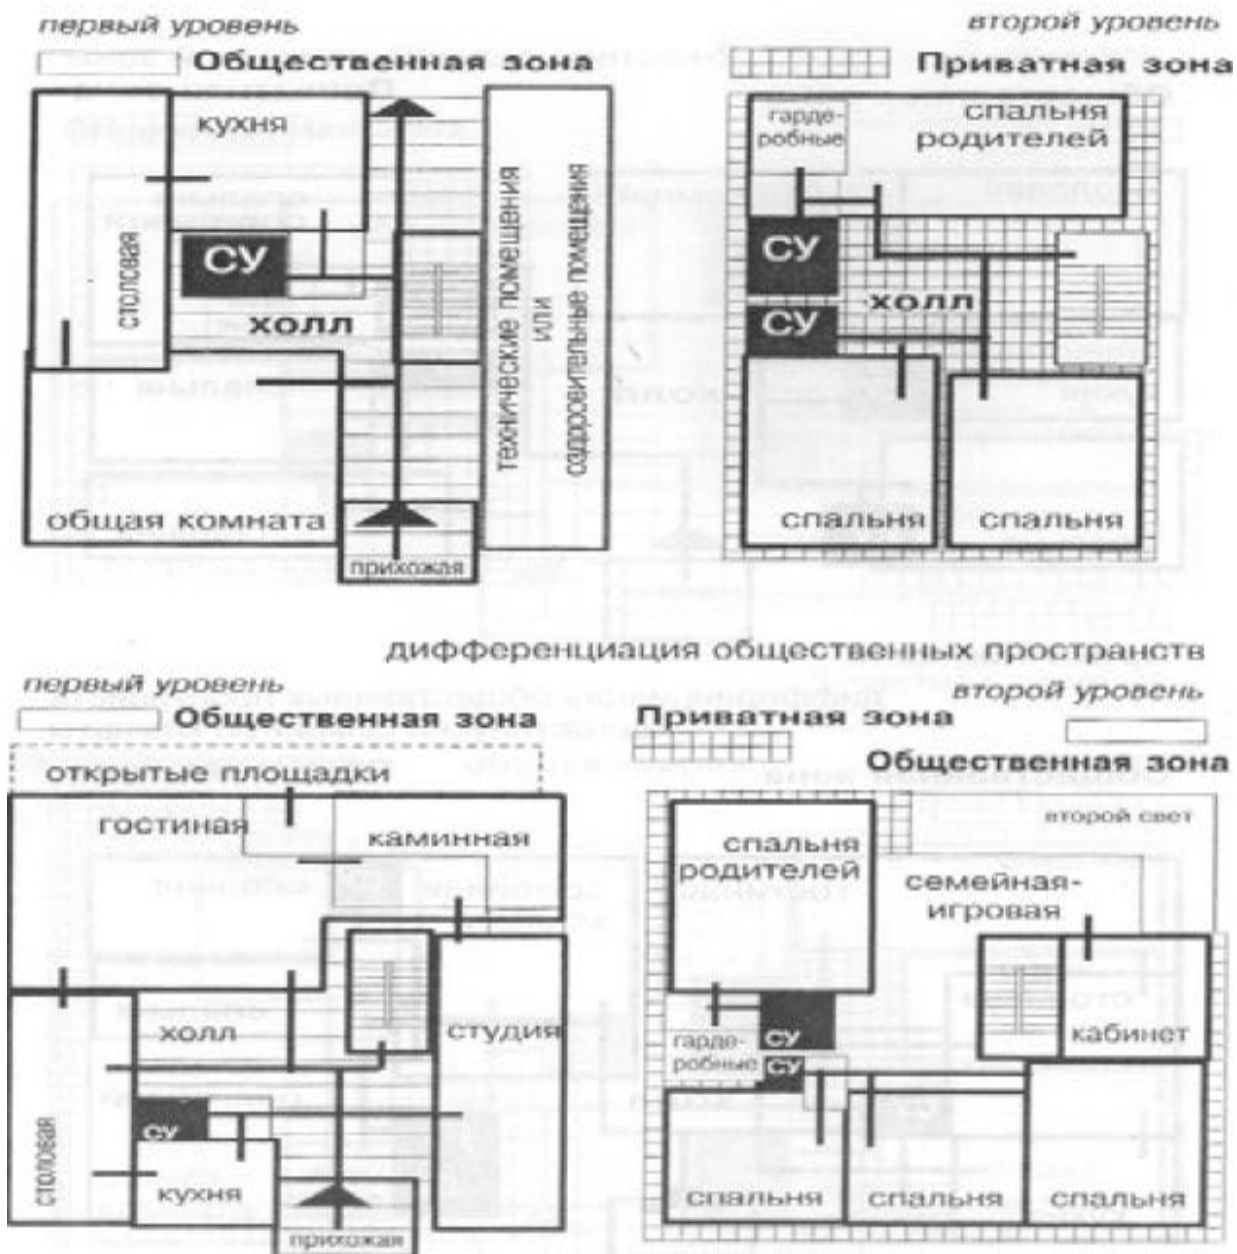 первый уровень
Общественная зона
кухня
СУ
столовая
холл
технические помещения
или
оздоровительные помещения
общая комната
прихожая
второй уровень
Приватная зона
гарде-
робные
спальня
родителей
СУ
холл
СУ
спальня
спальня
дифференциация общественных пространств
первый уровень
Общественная зона
открытые площадки
гостиная
каминная
холл
студия
столовая
СУ
кухня
прихожая
второй уровень
Приватная зона
Общественная зона
второй свет
спальня
родителей
семейная-
игровая
СУ
гарде-
робные
СУ
кабинет
спальня
спальня
спальня